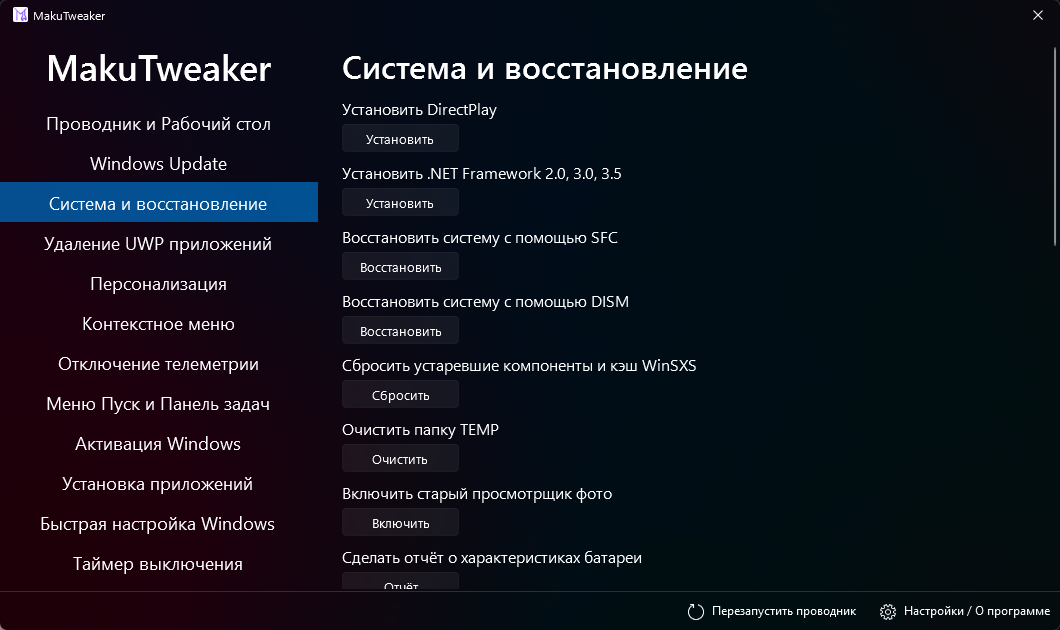 MakuTweaker
MakuTweaker
Проводник и Рабочий стол
Windows Update
Система и восстановление
Удаление UWP приложений
Персонализация
Контекстное меню
Отключение телеметрии
Меню Пуск и Панель задач
Активация Windows
Установка приложений
Быстрая настройка Windows
Таймер выключения
Система и восстановление
Установить DirectPlay
Установить
Установить .NET Framework 2.0, 3.0, 3.5
Установить
Восстановить систему с помощью SFC
Восстановить
Восстановить систему с помощью DISM
Восстановить
Сбросить устаревшие компоненты и кэш WinSXS
Сбросить
Очистить папку TEMP
Очистить
Включить старый просмотрщик фото
Включить
Сделать отчёт о характеристиках батареи
Отчёт
Перезапустить проводник
Настройки / О программе